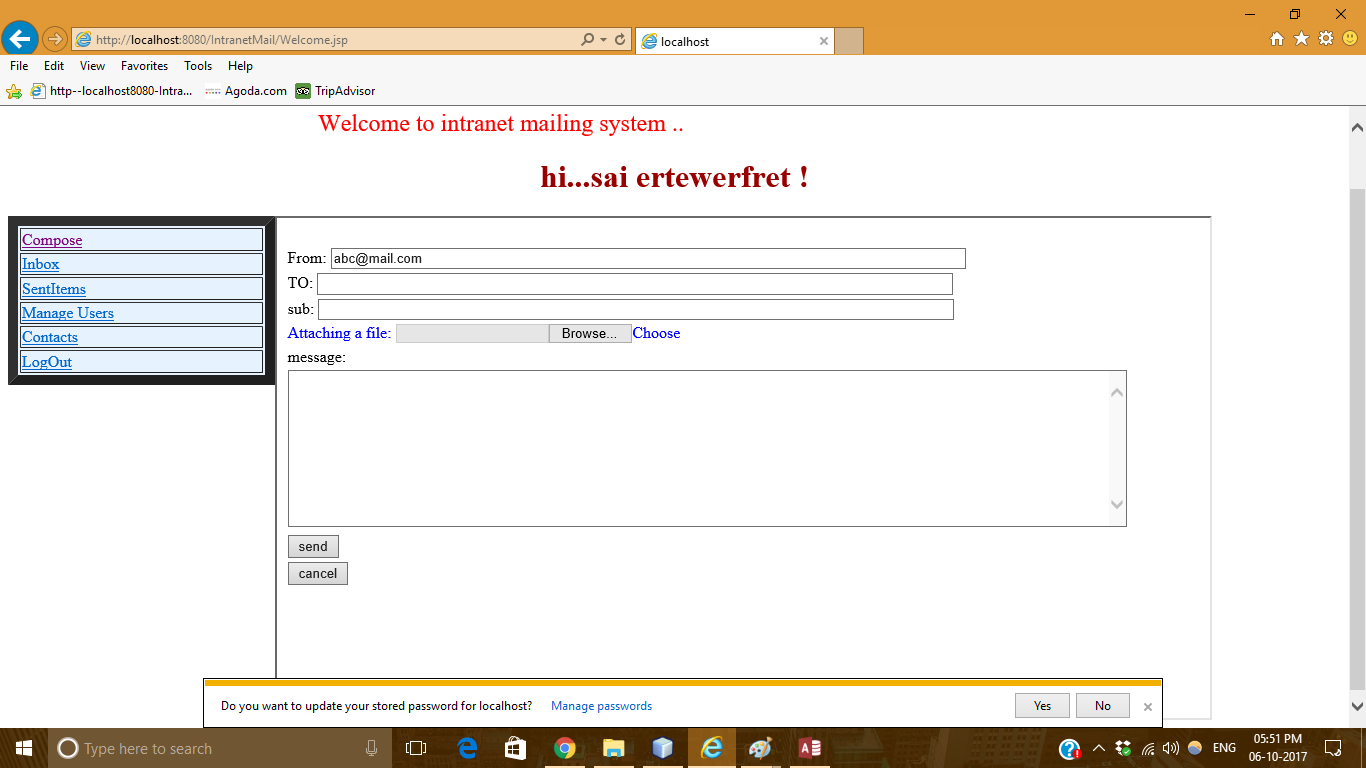 http://localhost:8080/IntranetMail/Welcome.jsp
localhost
File Edit View Favorites Tools Help
http--localhost8080-Intra... Agoda.com TripAdvisor
Welcome to intranet mailing system ..
hi...sai ertewerfret !
Compose
Inbox
SentItems
Manage Users
Contacts
LogOut
From: abc@mail.com
TO:
sub:
Attaching a file: Browse... Choose
message:
send
cancel
Do you want to update your stored password for localhost? Manage passwords Yes No
Type here to search
ENG
05:51 PM
06-10-2017